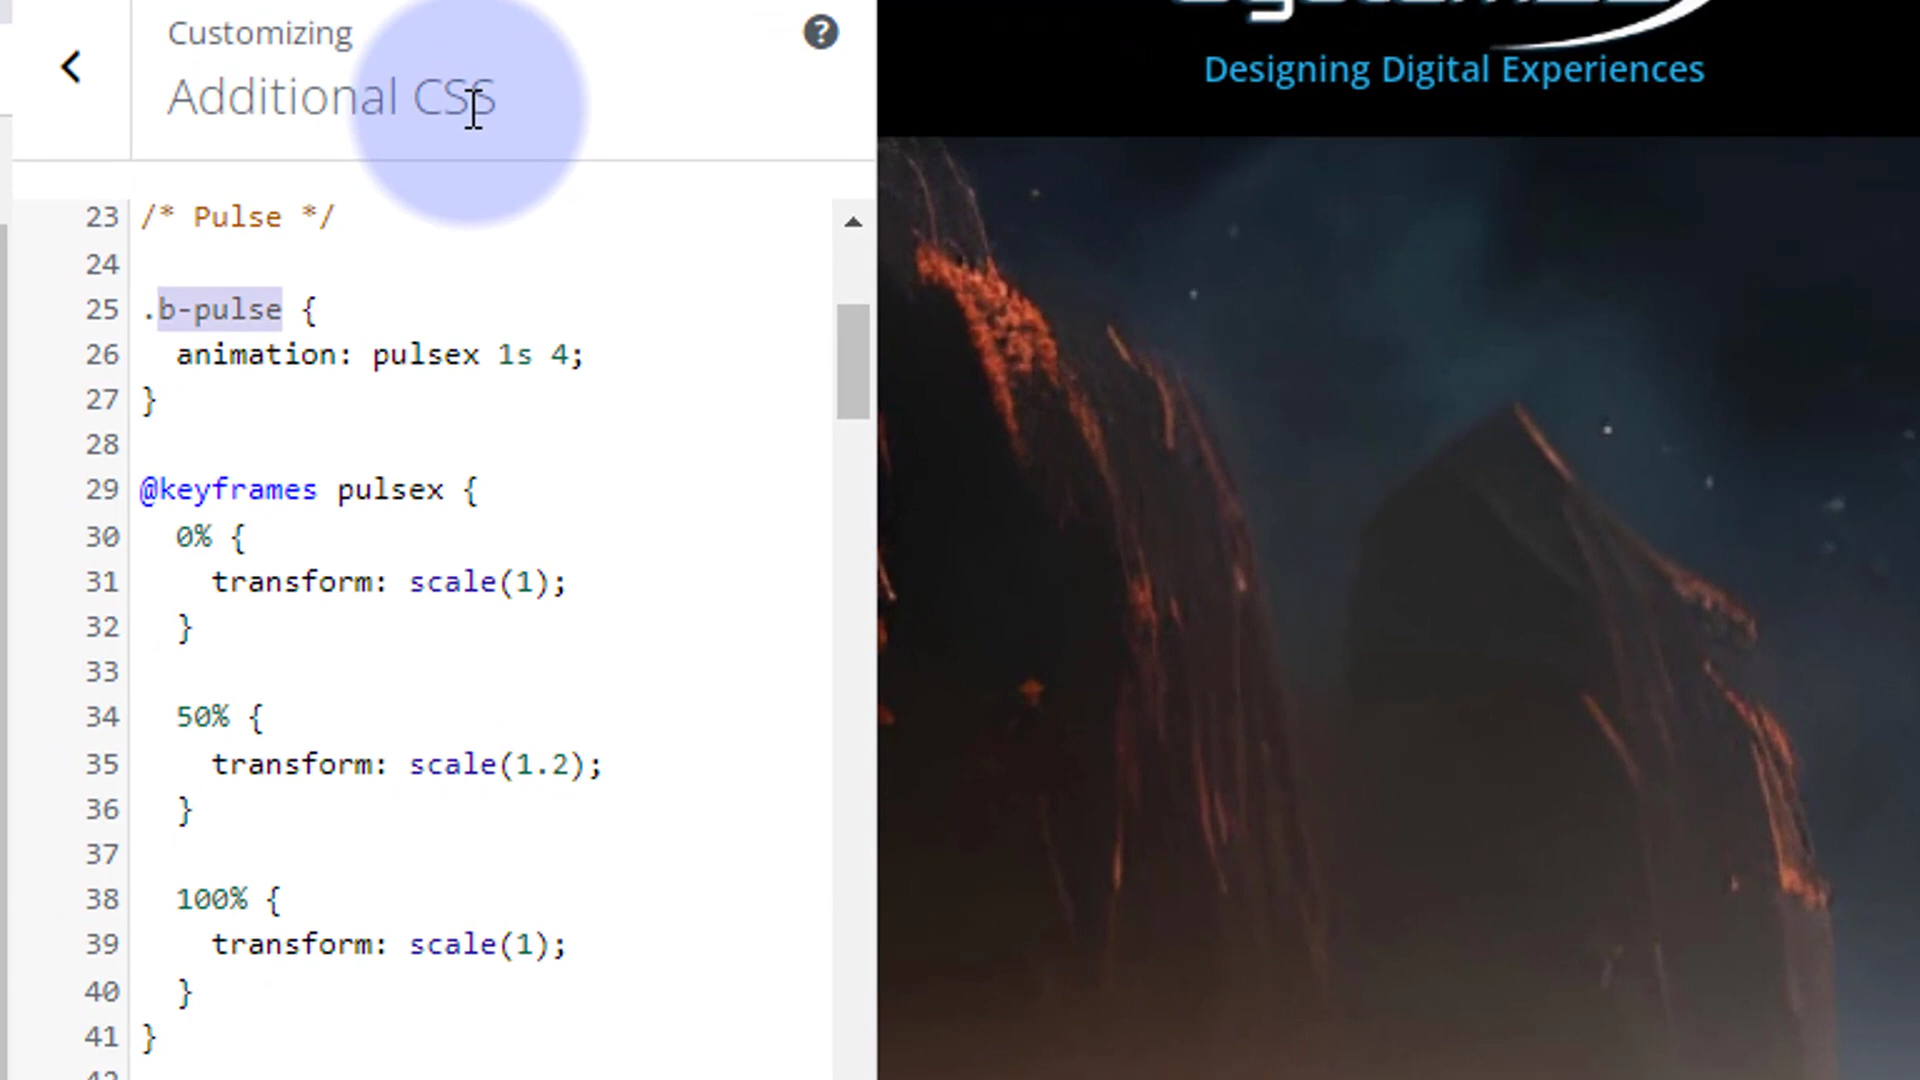 Customizing
Additional CSS
Designing Digital Experiences
23 /* Pulse */
24
25 .b-pulse {
26 animation: pulsex 1s 4;
27 }
28
29 @keyframes pulsex {
30 0% {
31 transform: scale(1);
32 }
33
34 50% {
35 transform: scale(1.2);
36 }
37
38 100% {
39 transform: scale(1);
40 }
41 }